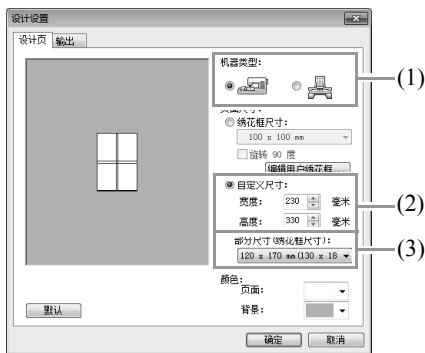 设计设置
设计页 输出
机器类型:
(1)
页面尺寸:
绣花框尺寸:
100 x 100 mm
旋转 90 度
编辑用户绣花框...
自定义尺寸:
宽度: 230 毫米
(2)
高度: 330 毫米
部分尺寸(绣花框尺寸):
(3)
120 x 170 mm (130 x 18
颜色:
页面:
背景:
默认
确定 取消